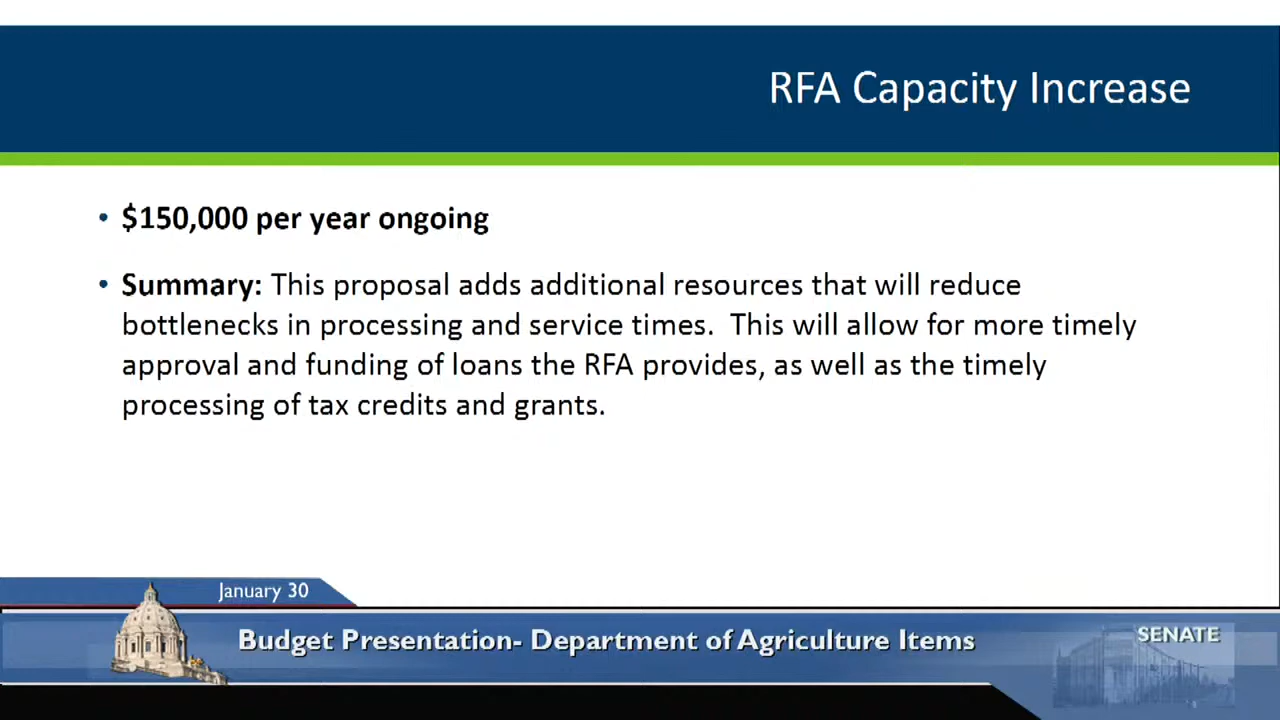 RFA Capacity Increase
• $150,000 per year ongoing
• Summary: This proposal adds additional resources that will reduce
bottlenecks in processing and service times.  This will allow for more timely
approval and funding of loans the RFA provides, as well as the timely
processing of tax credits and grants.
January 30
Budget Presentation- Department of Agriculture Items
SENATE